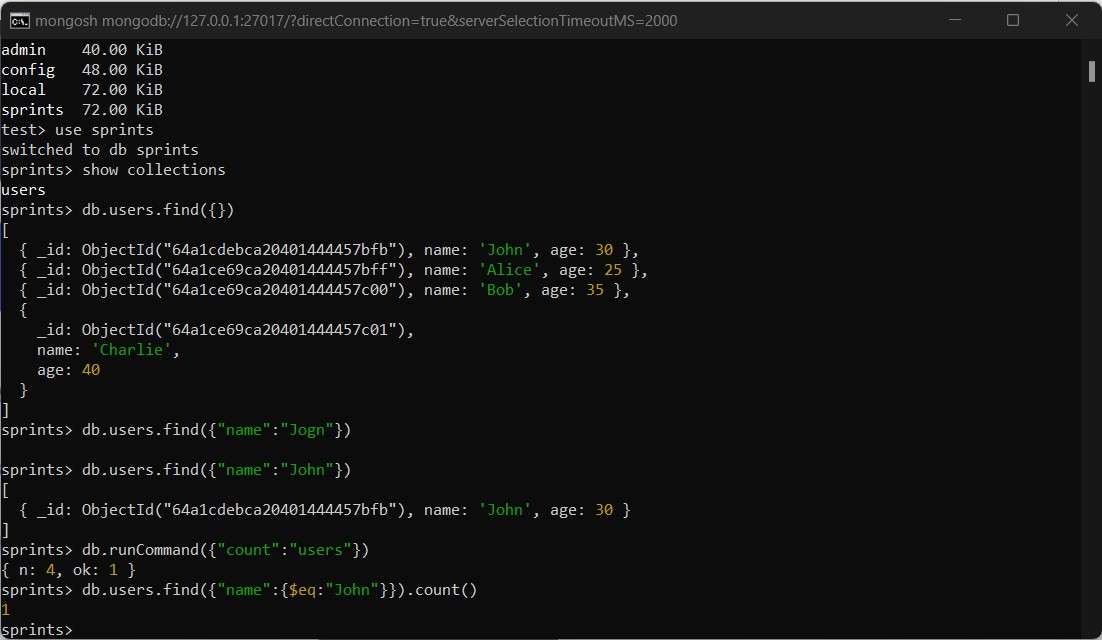 mongosh mongodb://127.0.0.1:27017/?directConnection=true&serverSelectionTimeoutMS=2000
admin 40.00 KiB
config 48.00 KiB
local 72.00 KiB
sprints 72.00 KiB
test> use sprints
switched to db sprints
sprints> show collections
users
sprints> db.users.find({})
[
  { _id: ObjectId("64a1cdebca20401444457bfb"), name: 'John', age: 30 },
  { _id: ObjectId("64a1ce69ca20401444457bff"), name: 'Alice', age: 25 },
  { _id: ObjectId("64a1ce69ca20401444457c00"), name: 'Bob', age: 35 },
  {
    _id: ObjectId("64a1ce69ca20401444457c01"),
    name: 'Charlie',
    age: 40
  }
]
sprints> db.users.find({"name":"Jogn"})
sprints> db.users.find({"name":"John"})
[
  { _id: ObjectId("64a1cdebca20401444457bfb"), name: 'John', age: 30 }
]
sprints> db.runCommand({"count":"users"})
{ n: 4, ok: 1 }
sprints> db.users.find({"name":{$eq:"John"}}).count()
1
sprints>